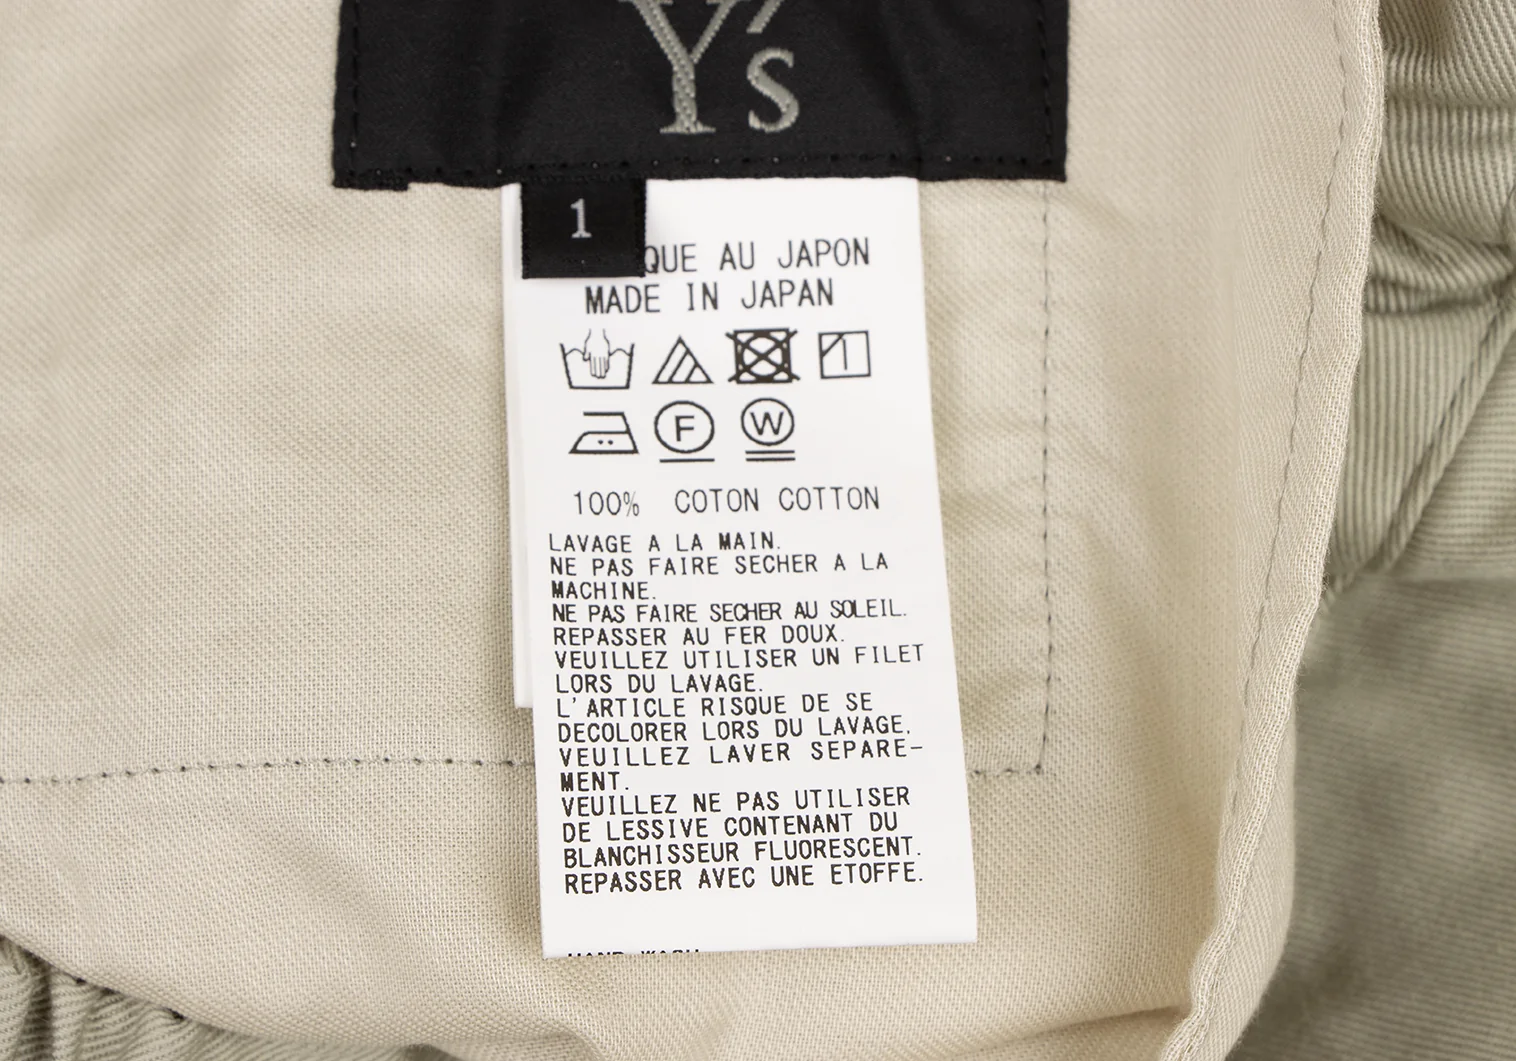 Y's
1
QUE AU JAPON
MADE IN JAPAN
F
W
100% COTON COTTON
LAVAGE A LA MAIN.
NE PAS FAIRE SECHER A LA
MACHINE.
NE PAS FAIRE SECHER AU SOLEIL.
REPASSER AU FER DOUX.
VEUILLEZ UTILISER UN FILET
LORS DU LAVAGE.
L'ARTICLE RISQUE DE SE
DECOLORER LORS DU LAVAGE.
VEUILLEZ LAVER SEPARE-
MENT.
VEUILLEZ NE PAS UTILISER
DE LESSIVE CONTENANT DU
BLANCHISSEUR FLUORESCENT.
REPASSER AVEC UNE ETOFFE.
HAND WASH